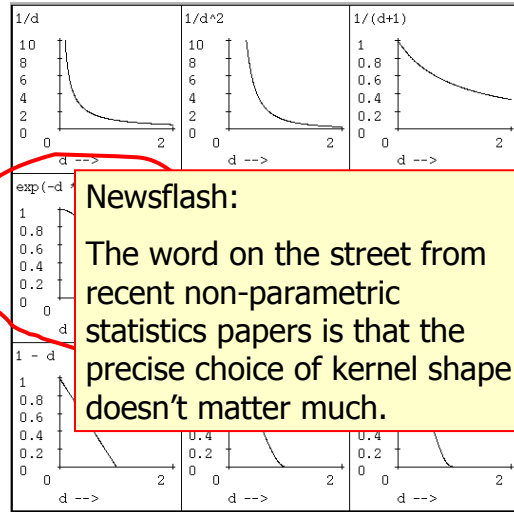 1/d
10
8
6
4
2
0
0 2
d -->
1/d^2
10
8
6
4
2
0
0 2
d -->
1/(d+1)
1
0.8
0.6
0.4
0.2
0
0 2
d -->
exp(-d
1
0.8
0.6
0.4
0.2
0
0
d
Newsflash:
The word on the street from
recent non-parametric
statistics papers is that the
precise choice of kernel shape
doesn't matter much.
1 - d
1
0.8
0.6
0.4
0.2
0
0 2
d -->
0.4
0.2
0
0 2
d -->
0.4
0.2
0
0 2
d -->